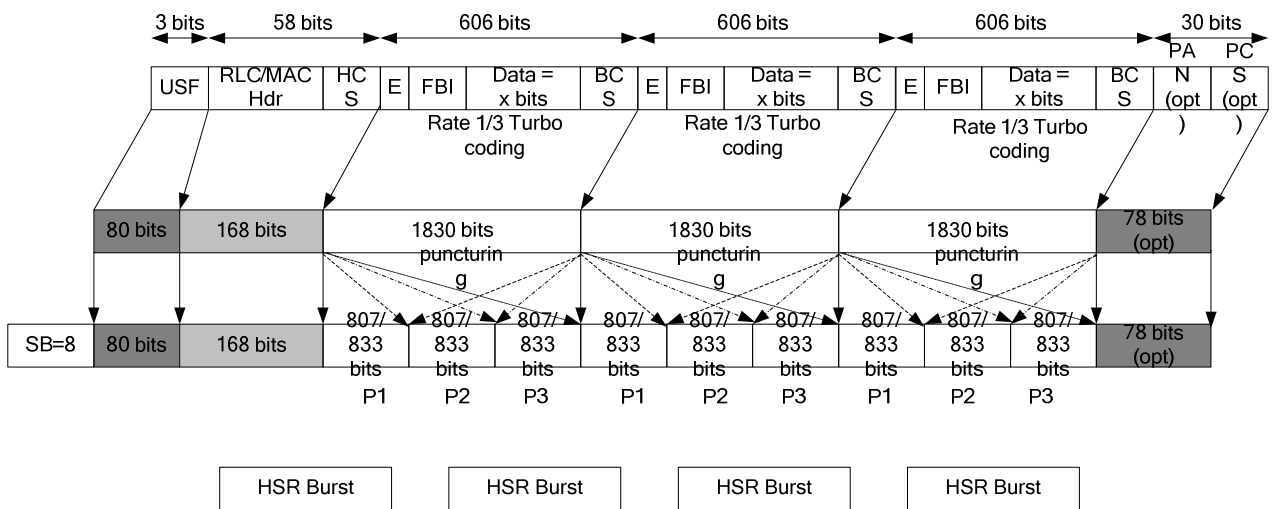 3 bits 58 bits 606 bits 606 bits 606 bits 30 bits
USF RLC/MAC Hdr HC S E FBI Data = x bits BC S E FBI Data = x bits BC S E FBI Data = x bits BC S PA N (opt ) PC S (opt )
Rate 1/3 Turbo coding Rate 1/3 Turbo coding Rate 1/3 Turbo coding
80 bits 168 bits 1830 bits puncturin g 1830 bits puncturin g 1830 bits puncturin g 78 bits (opt)
SB=8 80 bits 168 bits 807/ 833 bits 807/ 833 bits 807/ 833 bits 807/ 833 bits 807/ 833 bits 807/ 833 bits 807/ 833 bits 807/ 833 bits 807/ 833 bits 78 bits (opt)
P1 P2 P3 P1 P2 P3 P1 P2 P3
HSR Burst HSR Burst HSR Burst HSR Burst